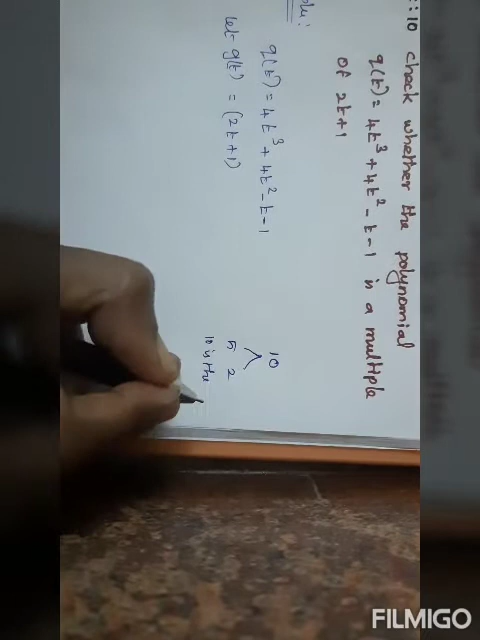 :10 check whether the polynomial
q(t) = 4t³ + 4t² - t - 1 is a multiple
of 2t+1
oln:
q(t) = 4t³ + 4t² - t - 1
let g(t) = (2t+1)
10
5 2
10 is the
FILMIGO